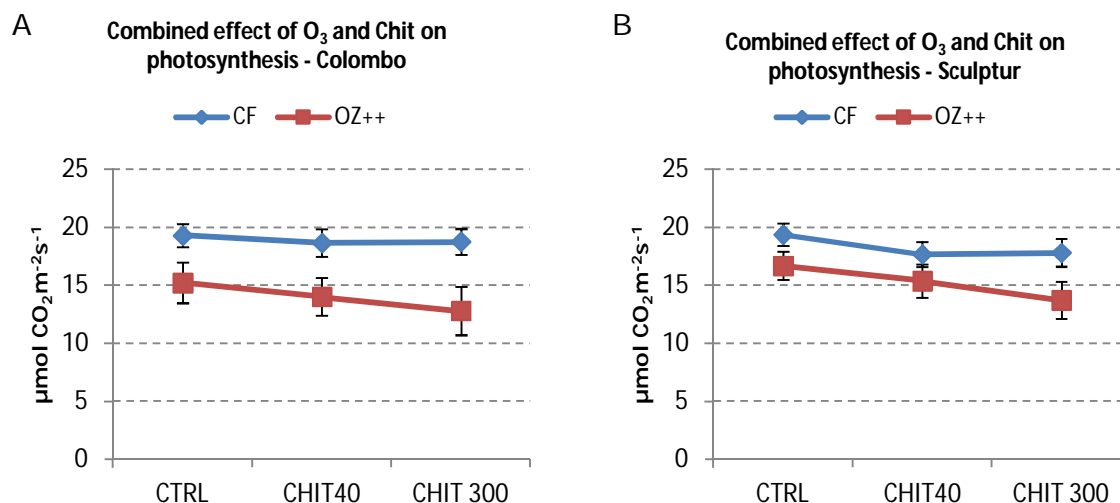 A
Combined effect of O₃ and Chit on
photosynthesis - Colombo
CF OZ++
µmol CO₂m⁻²s⁻¹
25
20
15
10
5
0
CTRL CHIT40 CHIT 300
B
Combined effect of O₃ and Chit on
photosynthesis - Sculptur
CF OZ++
µmol CO₂m⁻²s⁻¹
25
20
15
10
5
0
CTRL CHIT40 CHIT 300